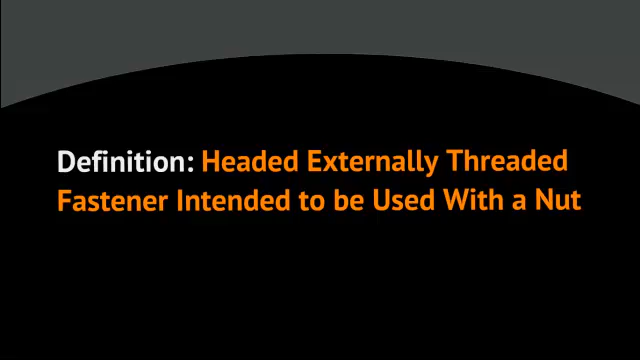 Definition: Headed Externally Threaded
Fastener Intended to be Used With a Nut